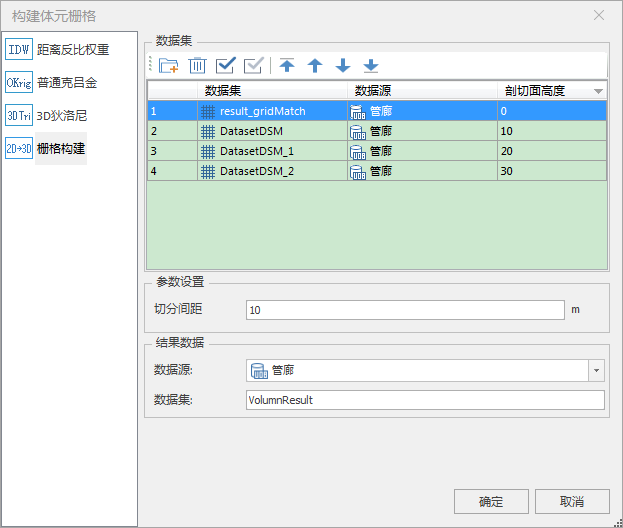 构建体元栅格
IDW 距离反比权重
OKrig 普通克吕金
3DTri 3D狄洛尼
2D→3D 栅格构建
数据集
数据集 数据源 剖切面高度
1 result_gridMatch 管廊 0
2 DatasetDSM 管廊 10
3 DatasetDSM_1 管廊 20
4 DatasetDSM_2 管廊 30
参数设置
切分间距 10 m
结果数据
数据源: 管廊
数据集: VolumnResult
确定 取消